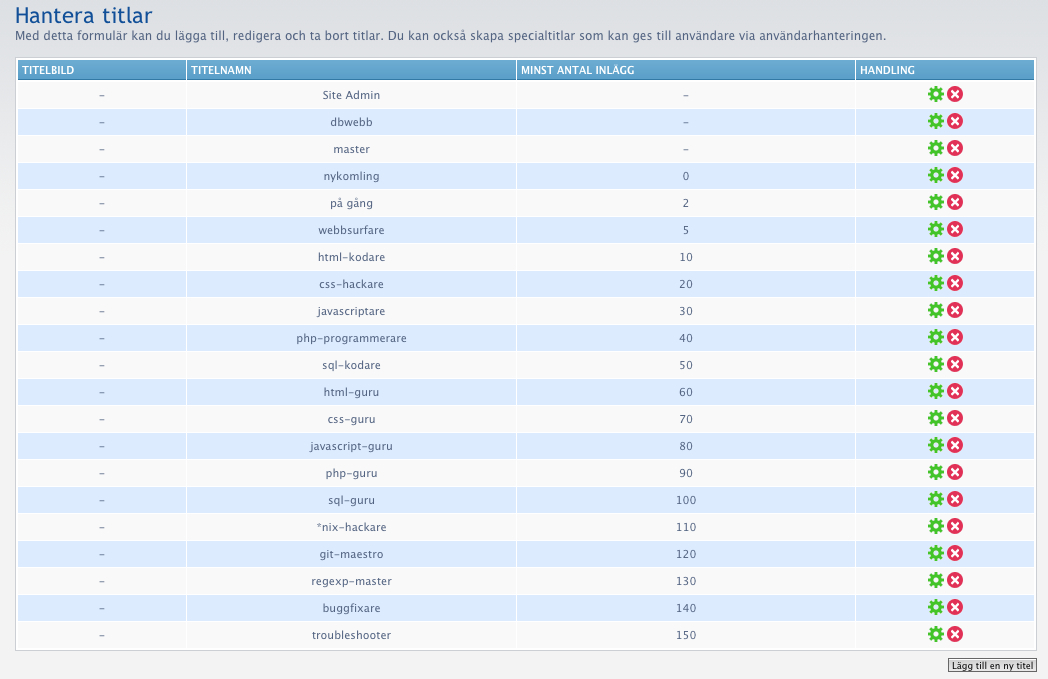 Hantera titlar
Med detta formulär kan du lägga till, redigera och ta bort titlar. Du kan också skapa specialtitlar som kan ges till användare via användarhanteringen.
TITELBILD TITELNAMN MINST ANTAL INLÄGG HANDLING
– Site Admin –
– dbwebb –
– master –
– nykomling 0
– på gång 2
– webbsurfare 5
– html-kodare 10
– css-hackare 20
– javascriptare 30
– php-programmerare 40
– sql-kodare 50
– html-guru 60
– css-guru 70
– javascript-guru 80
– php-guru 90
– sql-guru 100
– *nix-hackare 110
– git-maestro 120
– regexp-master 130
– buggfixare 140
– troubleshooter 150
Lägg till en ny titel